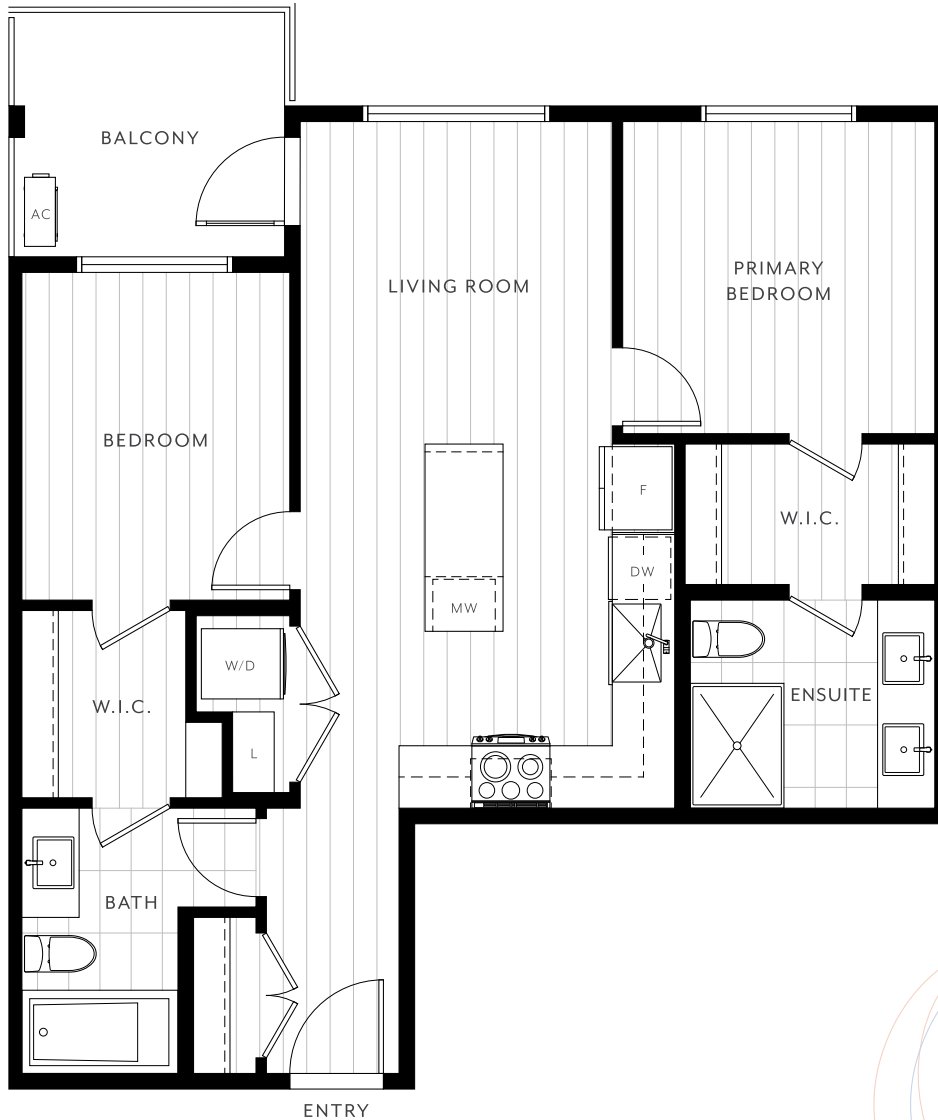 BALCONY
AC
LIVING ROOM
PRIMARY
BEDROOM
BEDROOM
F
W.I.C.
DW
MW
W/D
ENSUITE
W.I.C.
L
BATH
ENTRY